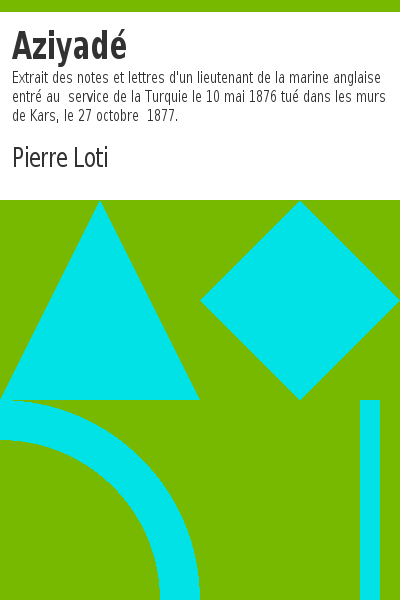 Aziyadé
Extrait des notes et lettres d'un lieutenant de la marine anglaise
entré au  service de la Turquie le 10 mai 1876 tué dans les murs
de Kars, le 27 octobre  1877.
Pierre Loti